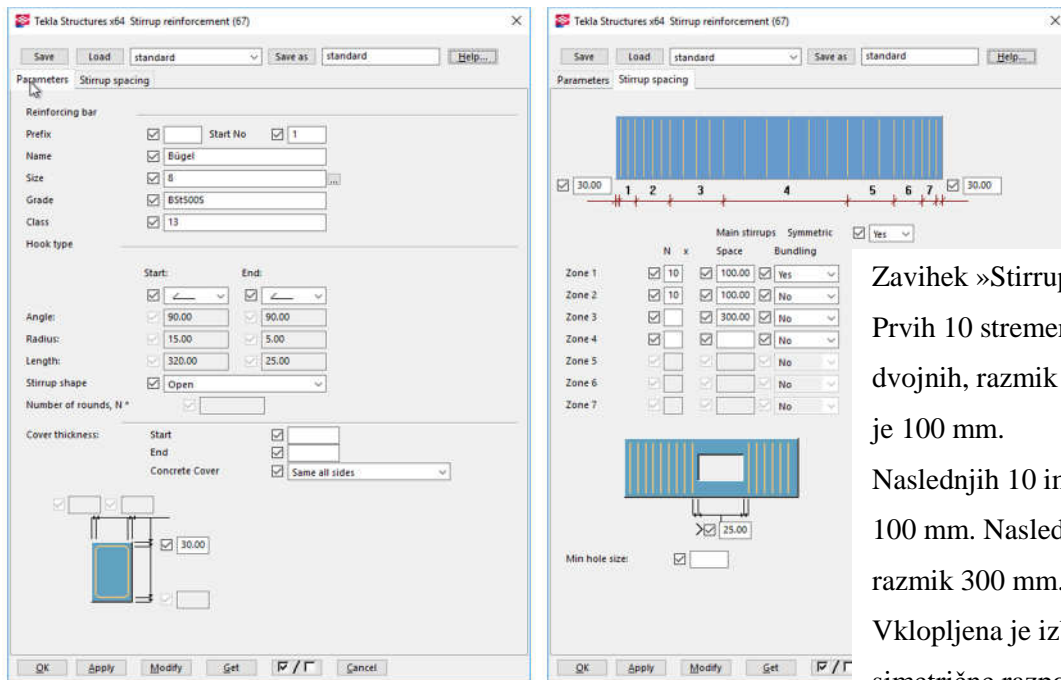 Tekla Structures x64 Stirrup reinforcement (67)
Save Load standard Save as standard Help...
Parameters Stirrup spacing
Reinforcing bar
Prefix Start No 1
Name Bügel
Size 8 ...
Grade BSt500S
Class 13
Hook type
Start: End:
Angle: 90.00 90.00
Radius: 15.00 5.00
Length: 320.00 25.00
Stirrup shape Open
Number of rounds, N *
Cover thickness: Start
End
Concrete Cover Same all sides
30.00
OK Apply Modify Get / Cancel
Tekla Structures x64 Stirrup reinforcement (67)
Save Load standard Save as standard Help...
Parameters Stirrup spacing
30.00 1 2 3 4 5 6 7 30.00
Main stirrups Symmetric Yes
N x Space Bundling
Zone 1 10 100.00 Yes
Zone 2 10 100.00 No
Zone 3 300.00 No
Zone 4 No
Zone 5 No
Zone 6 No
Zone 7 No
> 25.00
Min hole size:
OK Apply Modify Get /
Zavihek »Stirrup
Prvih 10 stremen
dvojnih, razmik
je 100 mm.
Naslednjih 10 in
100 mm. Nasled
razmik 300 mm.
Vklopljena je iz